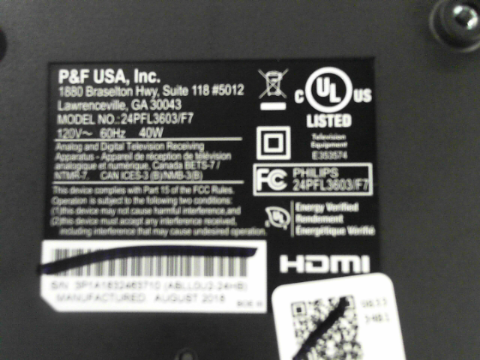 P&F USA, Inc.
1880 Braselton Hwy, Suite 118 #5012
Lawrenceville, GA 30043
MODEL NO.: 24PFL3603/F7
120V~ 60Hz 40W
Analog and Digital Television Receiving
Apparatus - Appareil de réception de télévision
analogique et numérique, Canada BETS-7 /
NTMR-7. CAN ICES-3 (B)/NMB-3(B)
This device complies with Part 15 of the FCC Rules.
Operation is subject to the following two conditions:
(1)this device may not cause harmful interference,and
(2)this device must accept any interference received,
including interference that may cause undesired operation.
MANUFACTURED: AUGUST 2016
C UL US
LISTED
Television
Equipment
E353574
FC PHILIPS
24PFL3603/F7
Energy Verified
Rendement
Énergétique Vérifié
HDMI